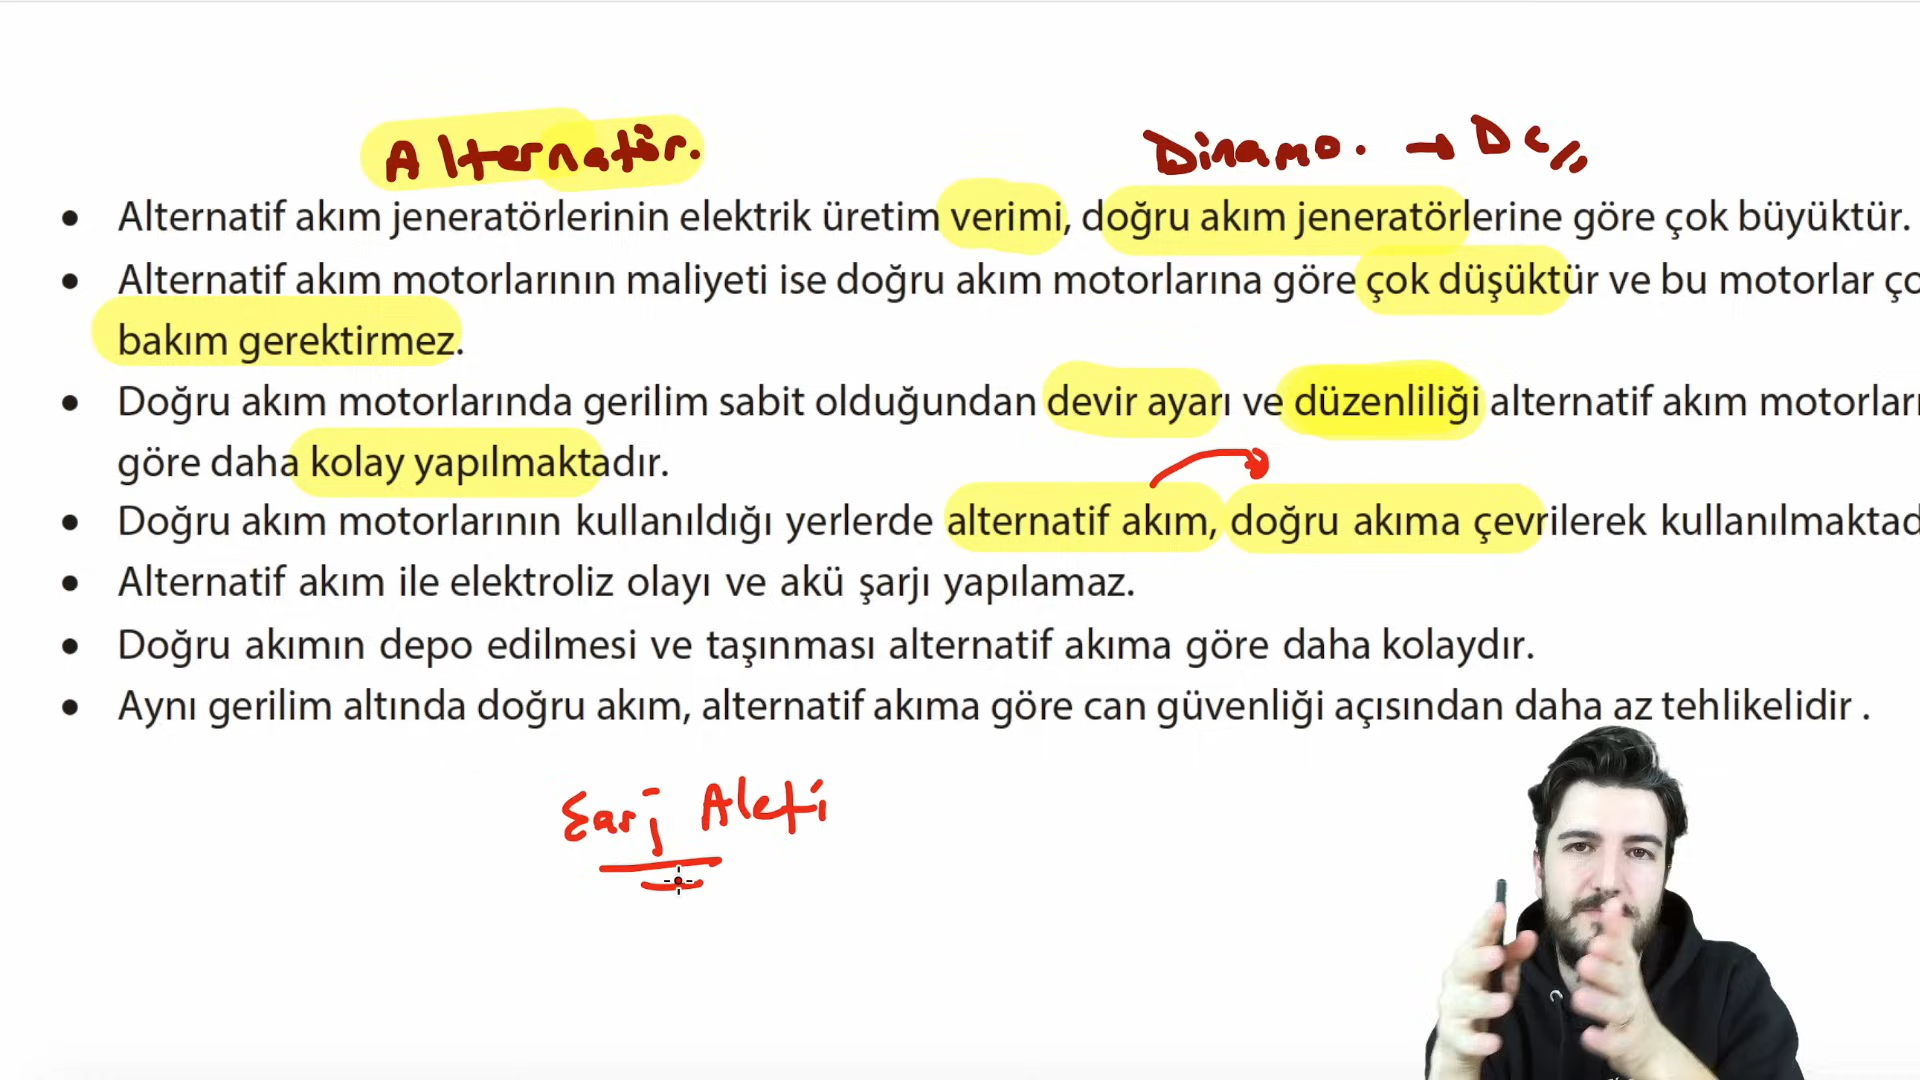 Alternatör. Dinamo. → DC,,
• Alternatif akım jeneratörlerinin elektrik üretim verimi, doğru akım jeneratörlerine göre çok büyüktür.
• Alternatif akım motorlarının maliyeti ise doğru akım motorlarına göre çok düşüktür ve bu motorlar ço
bakım gerektirmez.
• Doğru akım motorlarında gerilim sabit olduğundan devir ayarı ve düzenliliği alternatif akım motorlar
göre daha kolay yapılmaktadır.
• Doğru akım motorlarının kullanıldığı yerlerde alternatif akım, doğru akıma çevrilerek kullanılmaktad
• Alternatif akım ile elektroliz olayı ve akü şarjı yapılamaz.
• Doğru akımın depo edilmesi ve taşınması alternatif akıma göre daha kolaydır.
• Aynı gerilim altında doğru akım, alternatif akıma göre can güvenliği açısından daha az tehlikelidir .
Şarj Aleti